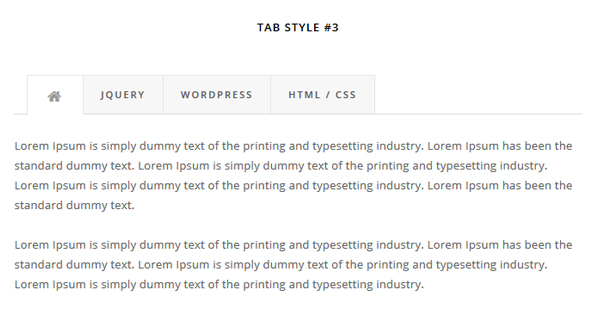 TAB STYLE #3
JQUERY WORDPRESS HTML / CSS
Lorem Ipsum is simply dummy text of the printing and typesetting industry. Lorem Ipsum has been the
standard dummy text. Lorem Ipsum is simply dummy text of the printing and typesetting industry.
Lorem Ipsum is simply dummy text of the printing and typesetting industry. Lorem Ipsum has been the
standard dummy text.
Lorem Ipsum is simply dummy text of the printing and typesetting industry. Lorem Ipsum has been the
standard dummy text. Lorem Ipsum is simply dummy text of the printing and typesetting industry.
Lorem Ipsum is simply dummy text of the printing and typesetting industry.